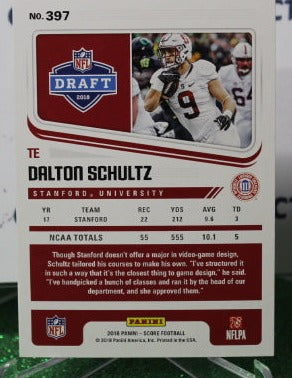 NO. 397
NFL
DRAFT
2018
9
TE
DALTON SCHULTZ
STANFORD UNIVERSITY
YR TEAM REC YDS AVG TD
17 STANFORD 22 212 9.6 3
NCAA TOTALS 55 555 10.1 5
Though Stanford doesn't offer a major in video-game design,
Schultz tailored his courses to make his own. "I've structured it
in such a way that it's the closest thing to game design," he said.
"I've handpicked a bunch of classes and ran it by the head of
our department, and she approved them."
NFL
PANINI
NFLPA
2018 PANINI - SCORE FOOTBALL
© 2018 Panini America, Inc. Printed in the USA.